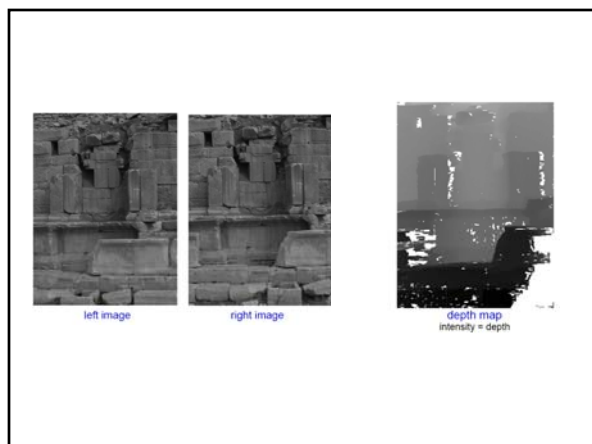 left image
right image
depth map
intensity = depth